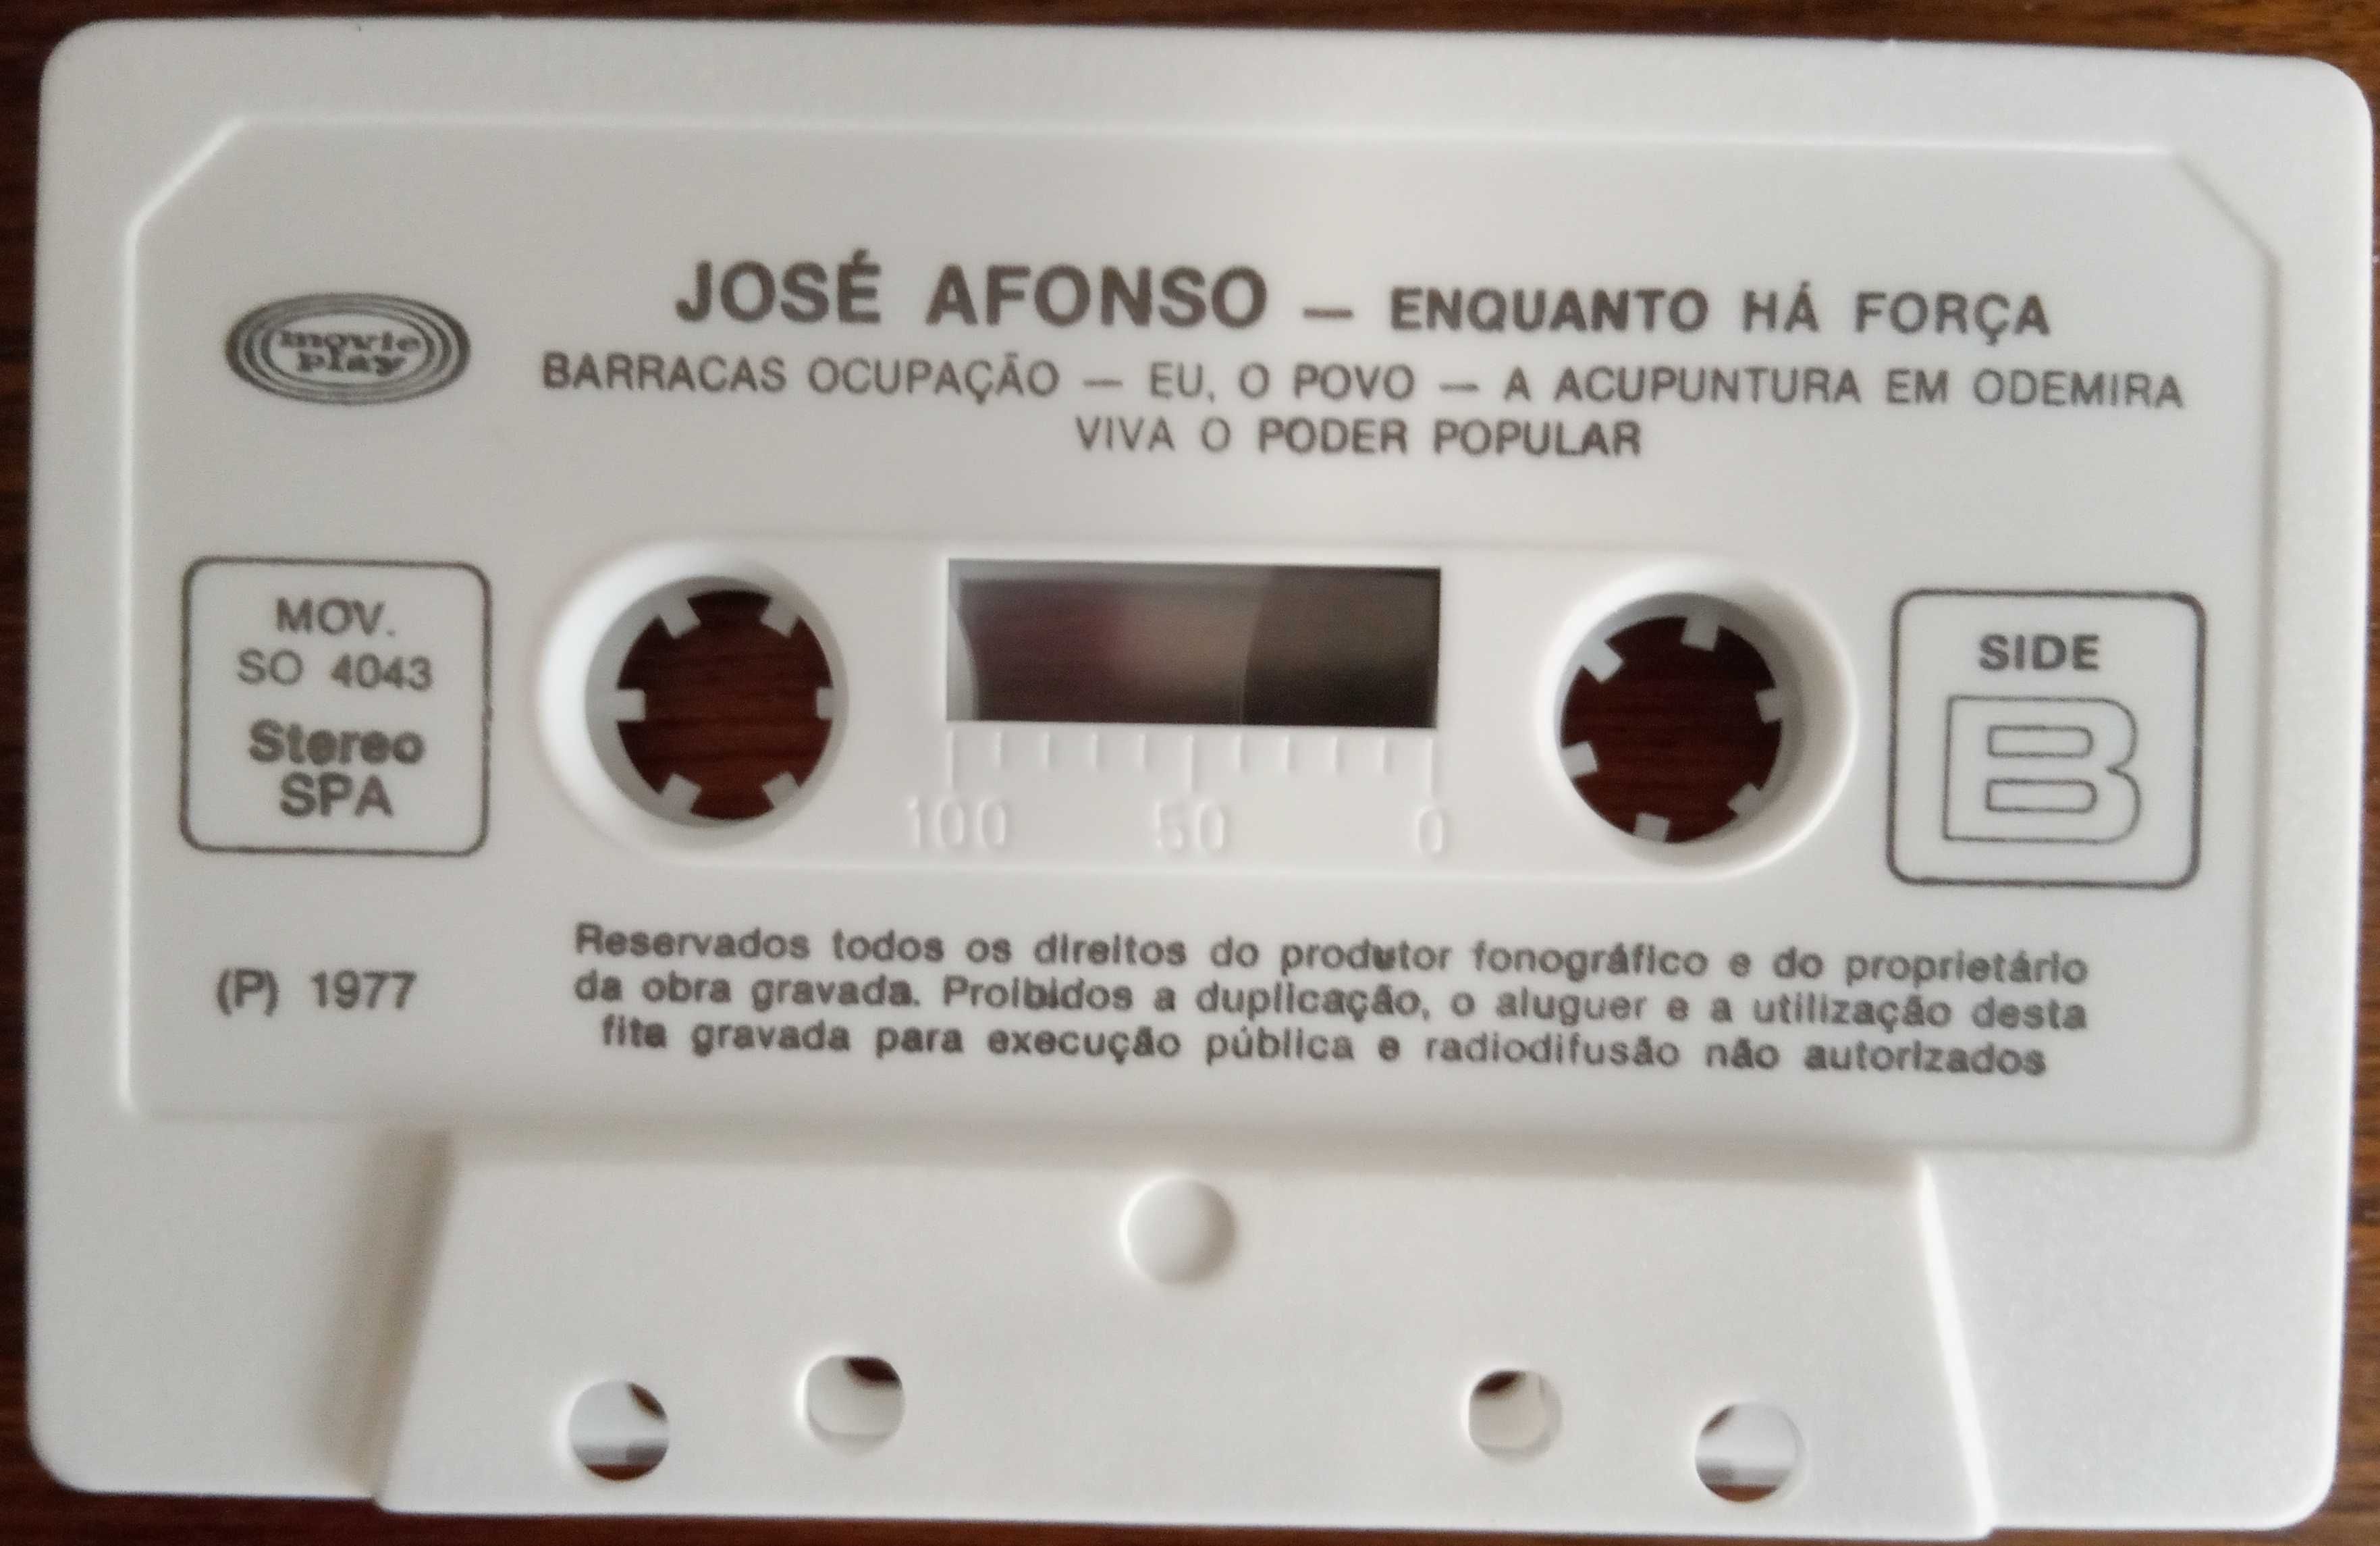 movie
play
JOSÉ AFONSO — ENQUANTO HÁ FORÇA
BARRACAS OCUPAÇÃO — EU, O POVO — A ACUPUNTURA EM ODEMIRA
VIVA O PODER POPULAR
MOV.
SO 4043
Stereo
SPA
SIDE
B
100 50 0
(P) 1977
Reservados todos os direitos do produtor fonográfico e do proprietário
da obra gravada. Proibidos a duplicação, o aluguer e a utilização desta
fita gravada para execução pública e radiodifusão não autorizados